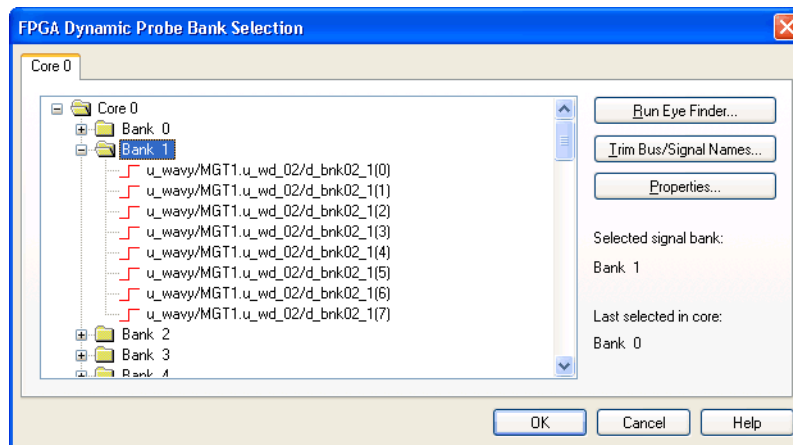 FPGA Dynamic Probe Bank Selection
Core 0
Core 0
Bank 0
Bank 1
u_wavy/MGT1.u_wd_02/d_bnk02_1(0)
u_wavy/MGT1.u_wd_02/d_bnk02_1(1)
u_wavy/MGT1.u_wd_02/d_bnk02_1(2)
u_wavy/MGT1.u_wd_02/d_bnk02_1(3)
u_wavy/MGT1.u_wd_02/d_bnk02_1(4)
u_wavy/MGT1.u_wd_02/d_bnk02_1(5)
u_wavy/MGT1.u_wd_02/d_bnk02_1(6)
u_wavy/MGT1.u_wd_02/d_bnk02_1(7)
Bank 2
Bank 3
Bank 4
Run Eye Finder...
Trim Bus/Signal Names...
Properties...
Selected signal bank:
Bank 1
Last selected in core:
Bank 0
OK
Cancel
Help